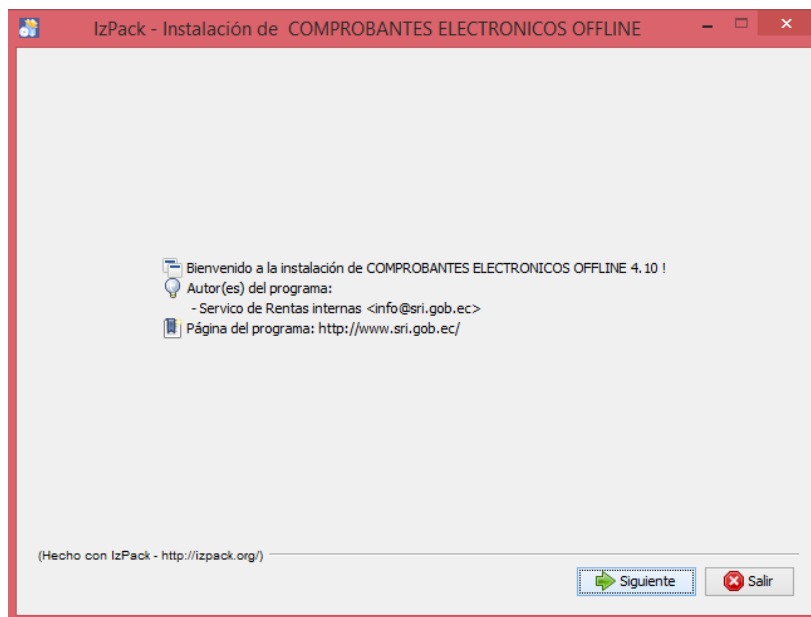 IzPack - Instalación de  COMPROBANTES ELECTRONICOS OFFLINE
Bienvenido a la instalación de COMPROBANTES ELECTRONICOS OFFLINE 4.10 !
Autor(es) del programa:
- Servico de Rentas internas <info@sri.gob.ec>
Página del programa: http://www.sri.gob.ec/
(Hecho con IzPack - http://izpack.org/)
Siguiente
Salir